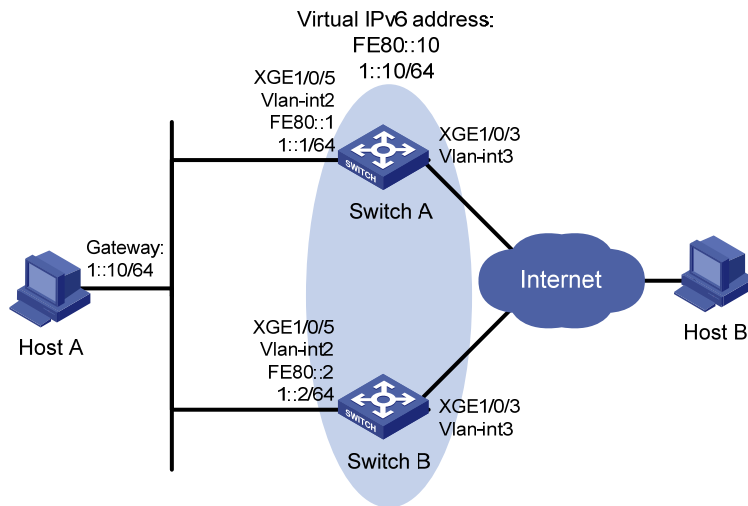 Virtual IPv6 address:
FE80::10
1::10/64
XGE1/0/5
Vlan-int2
FE80::1
1::1/64
SWITCH
XGE1/0/3
Vlan-int3
Switch A
Gateway:
1::10/64
Host A
Internet
Host B
XGE1/0/5
Vlan-int2
FE80::2
1::2/64
SWITCH
XGE1/0/3
Vlan-int3
Switch B